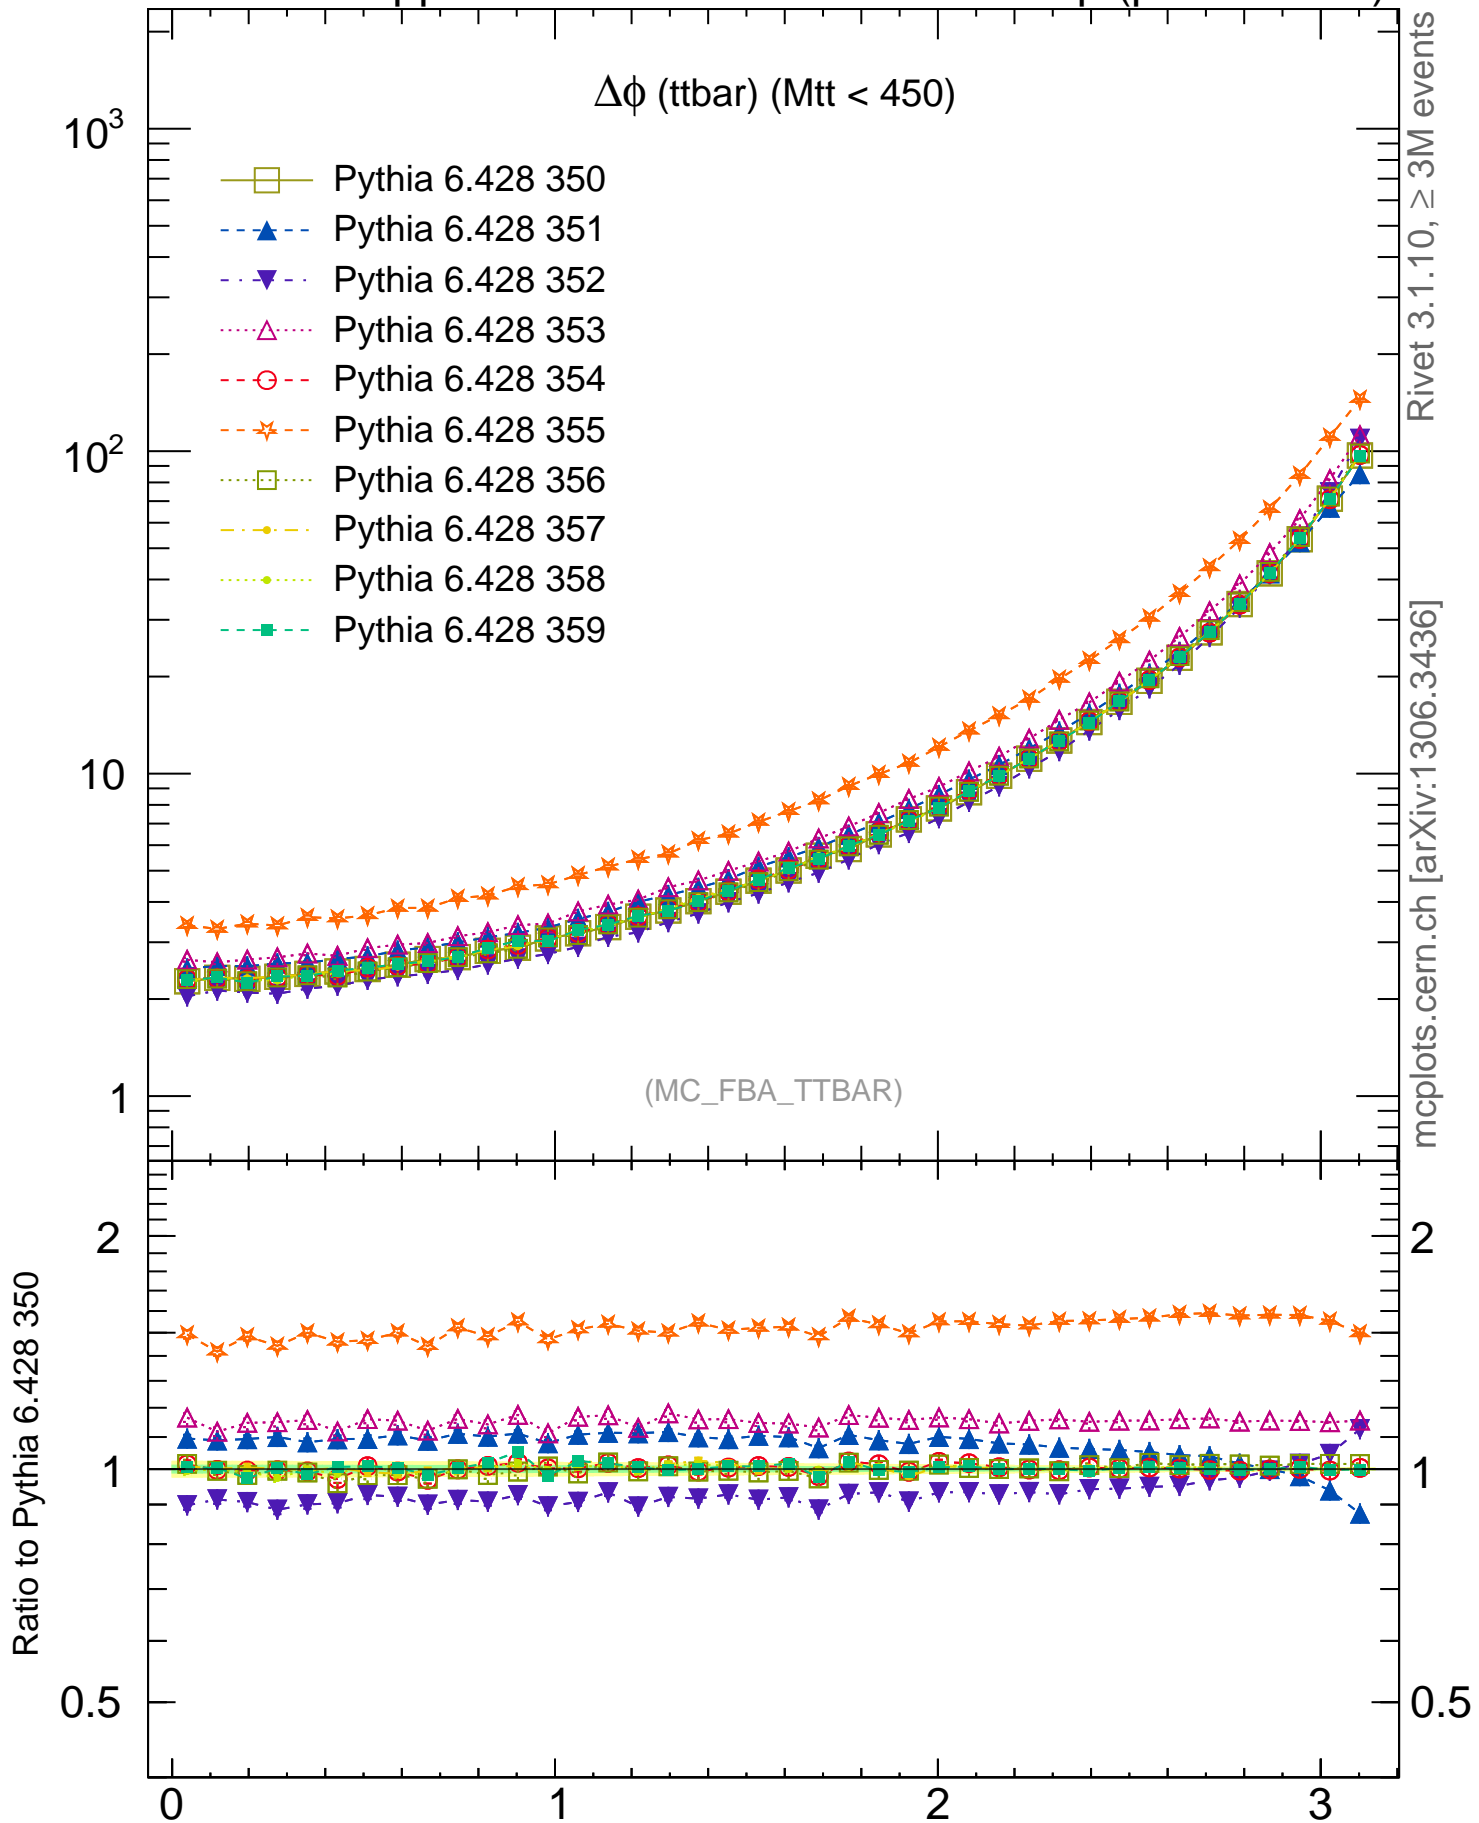 Δϕ (ttbar) (Mtt < 450)
10³
10²
10
1
Pythia 6.428 350
Pythia 6.428 351
Pythia 6.428 352
Pythia 6.428 353
Pythia 6.428 354
Pythia 6.428 355
Pythia 6.428 356
Pythia 6.428 357
Pythia 6.428 358
Pythia 6.428 359
(MC_FBA_TTBAR)
Rivet 3.1.10, ≥ 3M events
mcplots.cern.ch [arXiv:1306.3436]
Ratio to Pythia 6.428 350
2
1
0.5
2
1
0.5
0
1
2
3